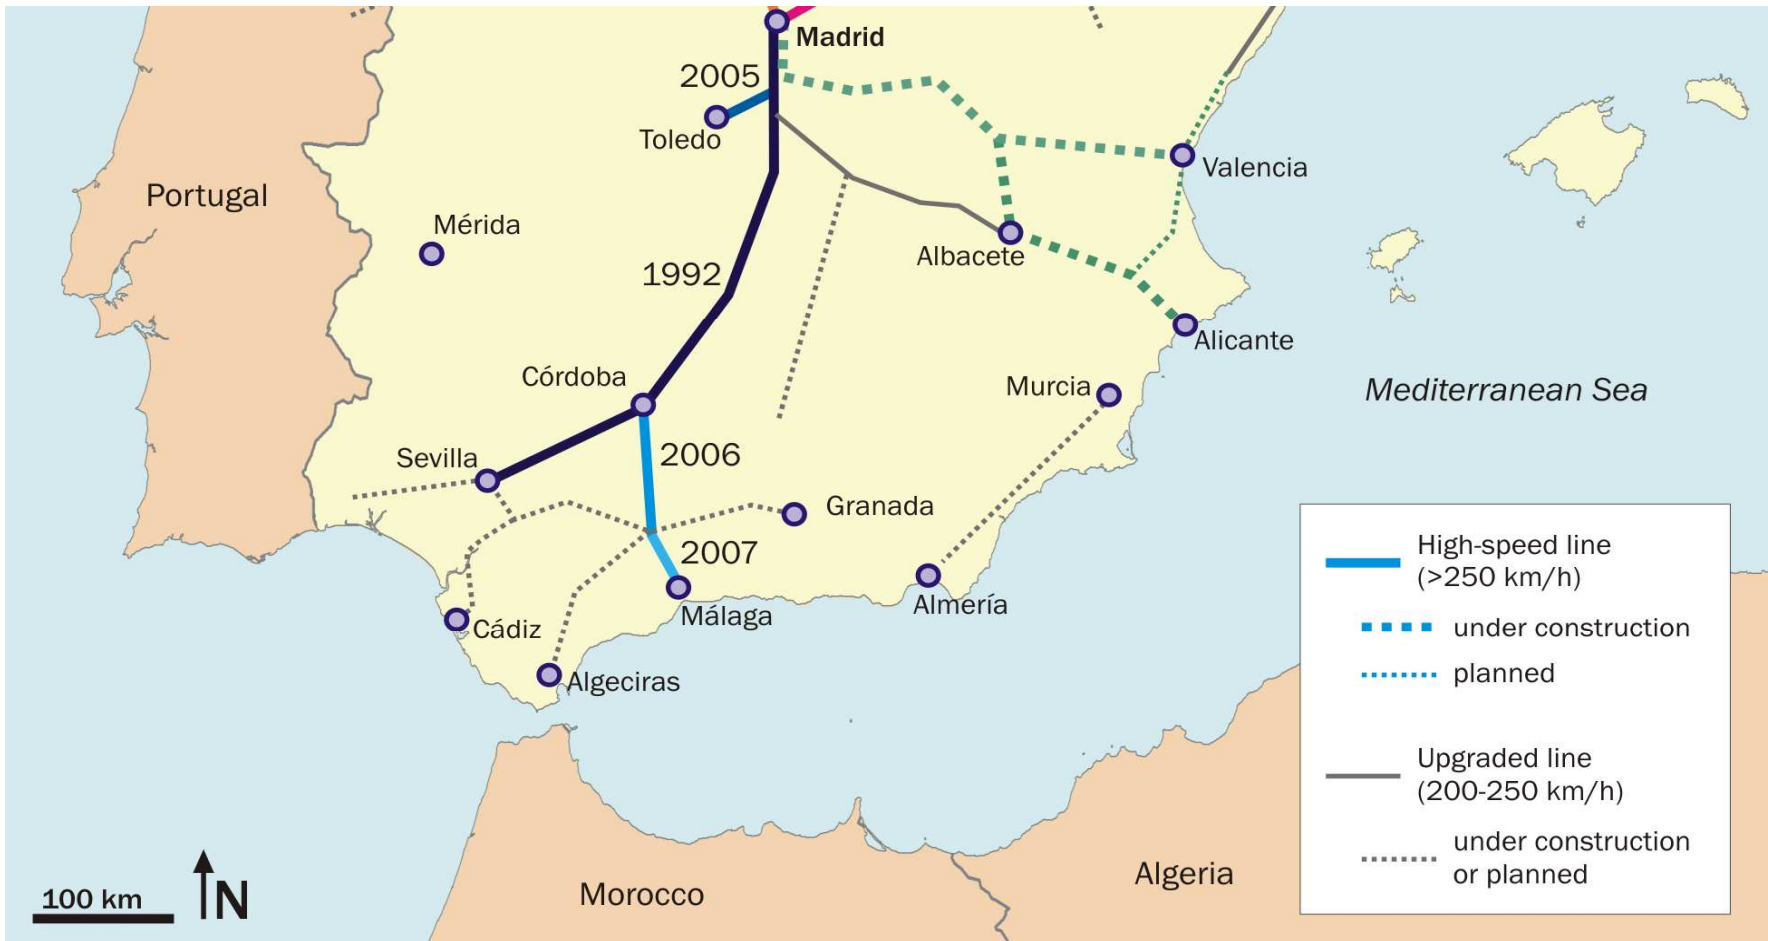 Madrid
2005
Toledo
Valencia
Portugal
Mérida
Albacete
1992
Alicante
Córdoba
Murcia
Mediterranean Sea
Sevilla
2006
Granada
2007
Almería
Málaga
Cádiz
Algeciras
High-speed line
(>250 km/h)
under construction
planned
Upgraded line
(200-250 km/h)
under construction
or planned
Algeria
Morocco
100 km
N